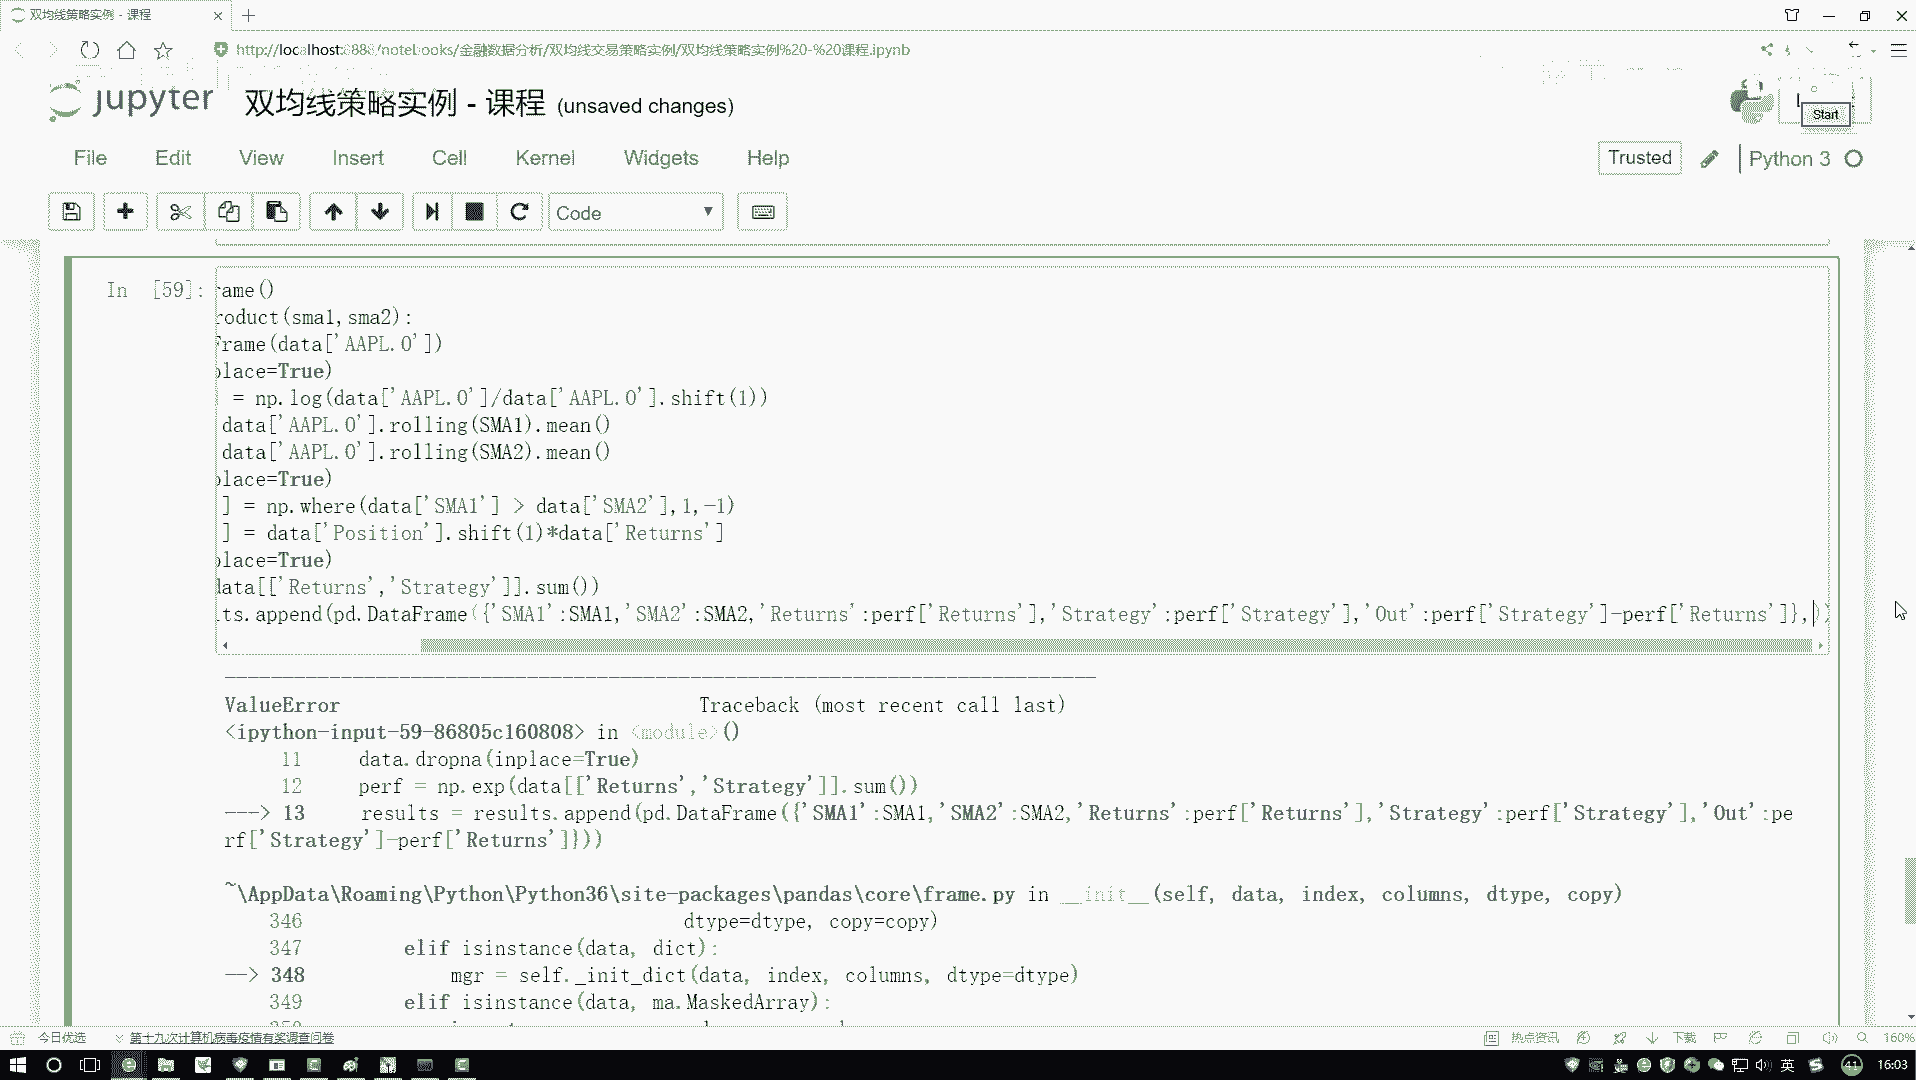 双均线策略实例 - 课程
http://localhost:888/notebooks/金融数据分析/双均线交易策略实例/双均线策略实例%20-%20课程.ipynb
jupyter 双均线策略实例 - 课程 (unsaved changes)
Start
File Edit View Insert Cell Kernel Widgets Help
Trusted Python 3
Code
In [59]:
rame()
roduct(sma1,sma2):
Frame(data['AAPL.O'])
place=True)
= np.log(data['AAPL.O']/data['AAPL.O'].shift(1))
data['AAPL.O'].rolling(SMA1).mean()
data['AAPL.O'].rolling(SMA2).mean()
place=True)
] = np.where(data['SMA1'] > data['SMA2'],1,-1)
] = data['Position'].shift(1)*data['Returns']
place=True)
data[['Returns','Strategy']].sum())
lts.append(pd.DataFrame({'SMA1':SMA1,'SMA2':SMA2,'Returns':perf['Returns'],'Strategy':perf['Strategy'],'Out':perf['Strategy']-perf['Returns']},))
---------------------------------------------------------------------------
ValueError Traceback (most recent call last)
<ipython-input-59-86805c160808> in <module>()
11 data.dropna(inplace=True)
12 perf = np.exp(data[['Returns','Strategy']].sum())
---> 13 results = results.append(pd.DataFrame({'SMA1':SMA1,'SMA2':SMA2,'Returns':perf['Returns'],'Strategy':perf['Strategy'],'Out':pe
rf['Strategy']-perf['Returns']}))
~\AppData\Roaming\Python\Python36\site-packages\pandas\core\frame.py in __init__(self, data, index, columns, dtype, copy)
346 dtype=dtype, copy=copy)
347 elif isinstance(data, dict):
--> 348 mgr = self._init_dict(data, index, columns, dtype=dtype)
349 elif isinstance(data, ma.MaskedArray):
今日优选 第十九次计算机病毒疫情有奖调查问卷 热点资讯 下载 160%
英 41 16:03